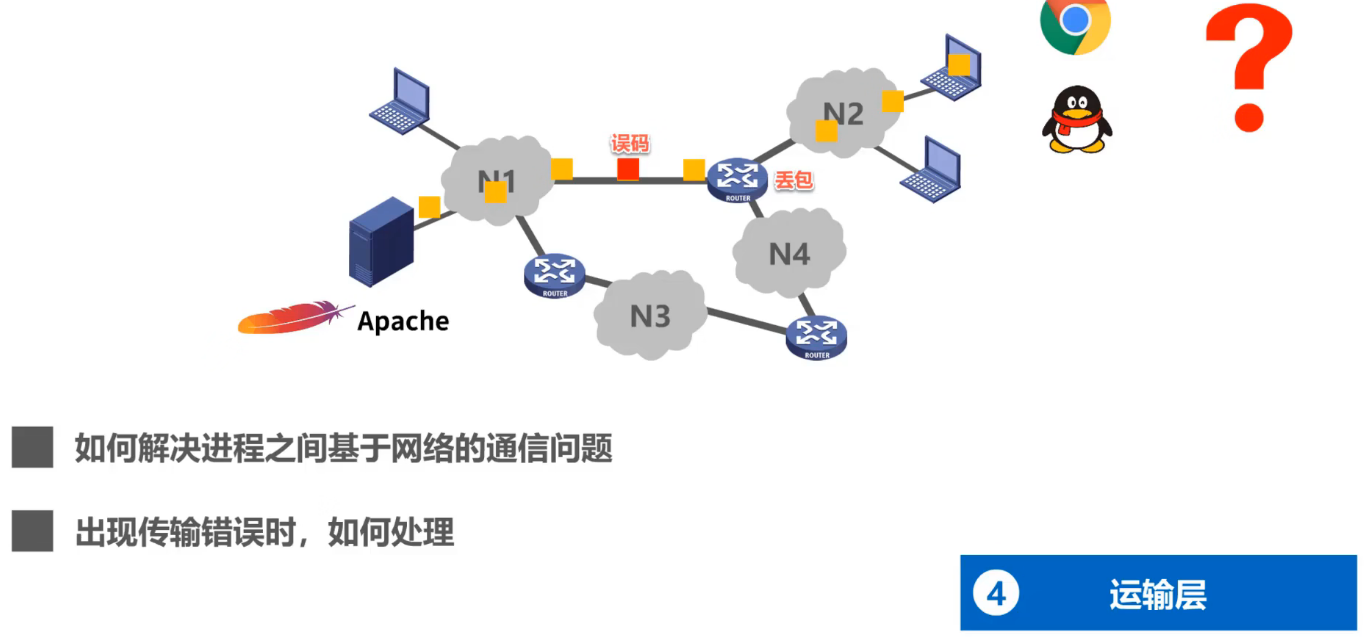 误码
N2
N1
丢包
ROUTER
N4
ROUTER
N3
Apache
ROUTER
如何解决进程之间基于网络的通信问题
出现传输错误时，如何处理
4 运输层